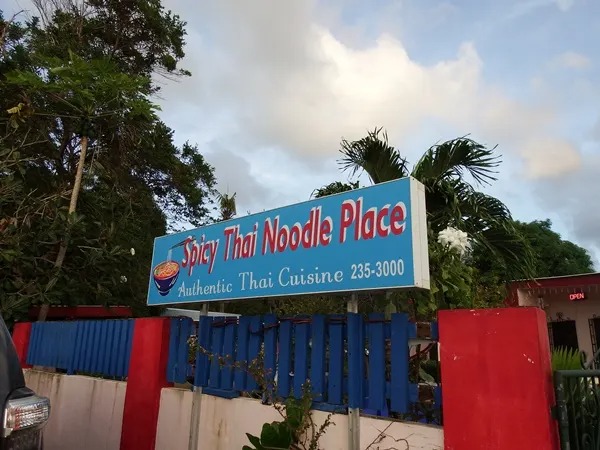 Spicy Thai Noodle Place
Authentic Thai Cuisine 235-3000
OPEN